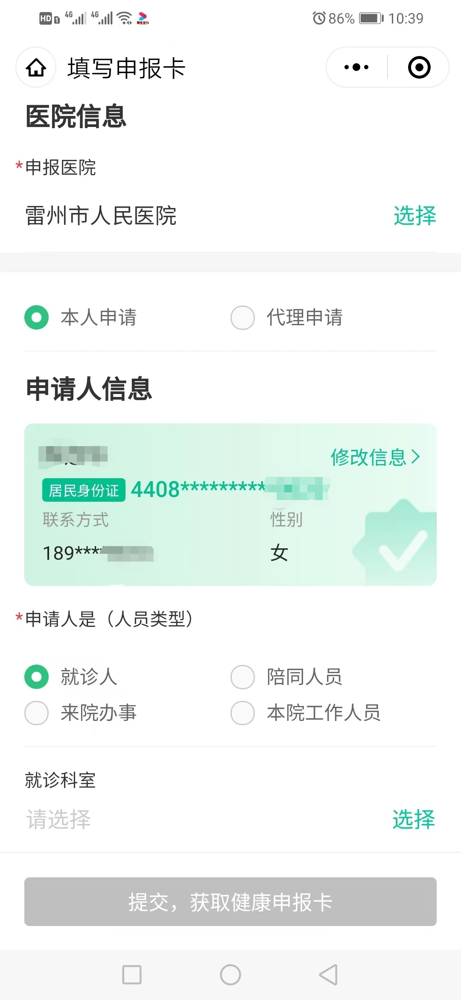 HD 1 4G 4G 86% 10:39
填写申报卡
医院信息
*申报医院
雷州市人民医院 选择
本人申请 代理申请
申请人信息
修改信息
居民身份证 4408*********
联系方式 性别
189**** 女
*申请人是（人员类型）
就诊人 陪同人员
来院办事 本院工作人员
就诊科室
请选择 选择
提交，获取健康申报卡